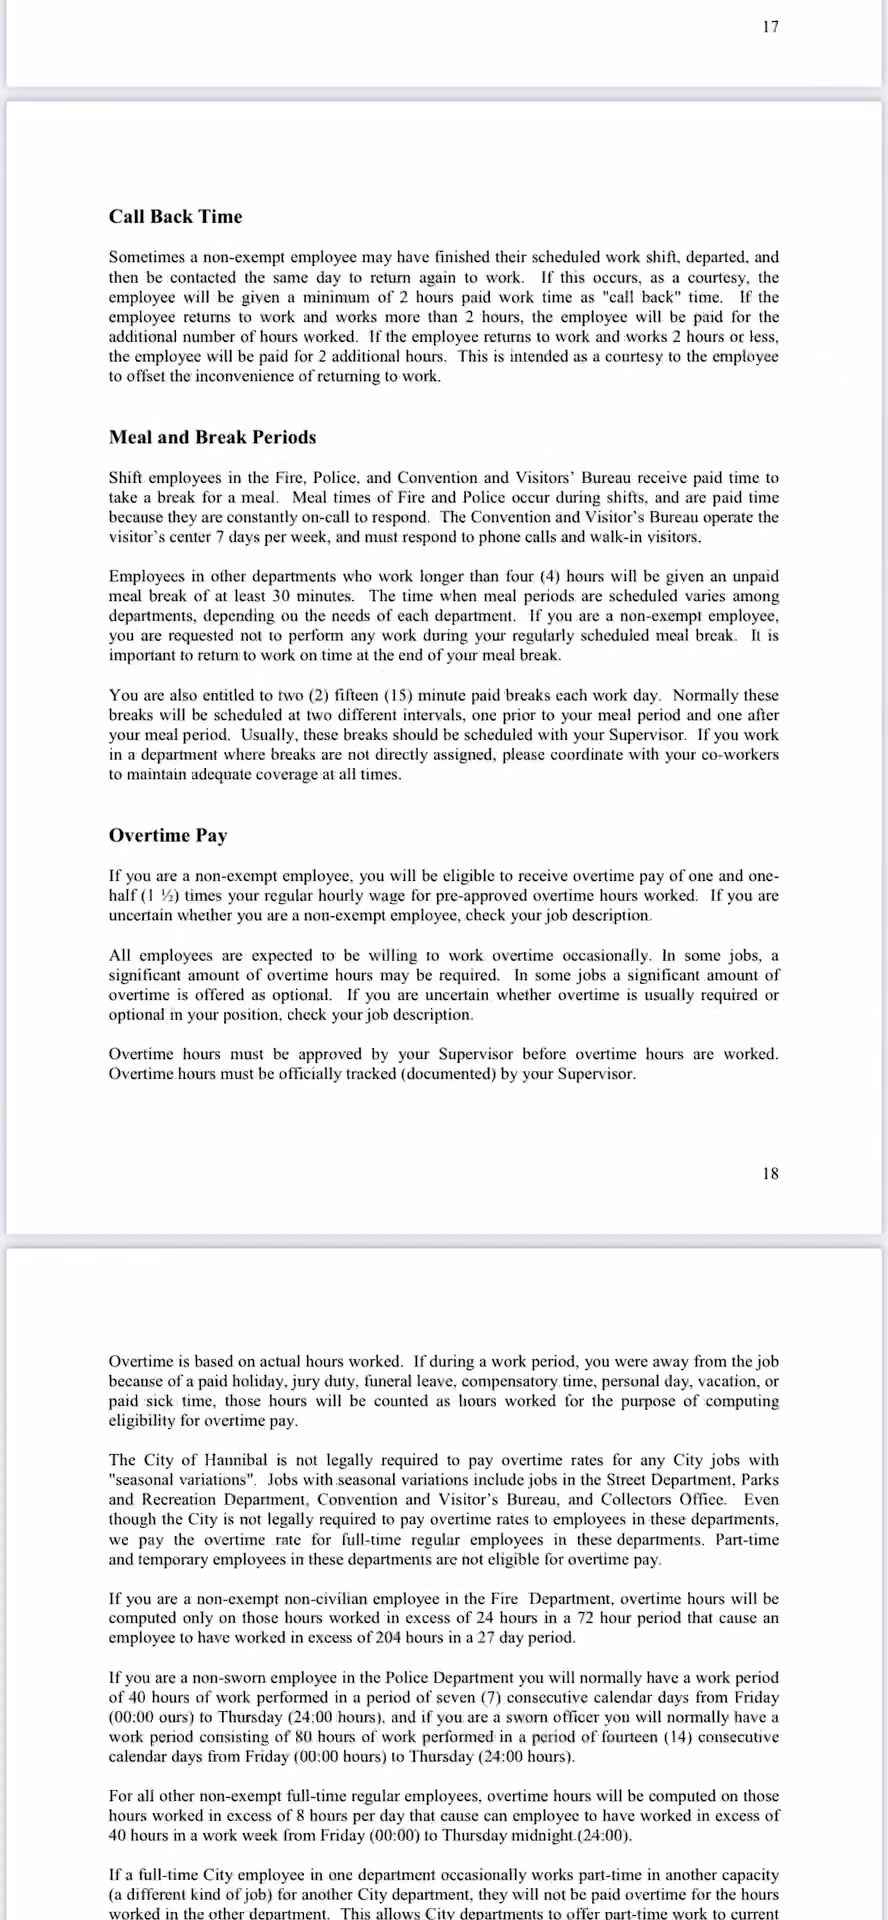 17
Call Back Time
Sometimes a non-exempt employee may have finished their scheduled work shift, departed, and
then be contacted the same day to return again to work. If this occurs, as a courtesy, the
employee will be given a minimum of 2 hours paid work time as "call back" time. If the
employee returns to work and works more than 2 hours, the employee will be paid for the
additional number of hours worked. If the employee returns to work and works 2 hours or less,
the employee will be paid for 2 additional hours. This is intended as a courtesy to the employee
to offset the inconvenience of returning to work.
Meal and Break Periods
Shift employees in the Fire, Police, and Convention and Visitors' Bureau receive paid time to
take a break for a meal. Meal times of Fire and Police occur during shifts, and are paid time
because they are constantly on-call to respond. The Convention and Visitor's Bureau operate the
visitor's center 7 days per week, and must respond to phone calls and walk-in visitors.
Employees in other departments who work longer than four (4) hours will be given an unpaid
meal break of at least 30 minutes. The time when meal periods are scheduled varies among
departments, depending on the needs of each department. If you are a non-exempt employee,
you are requested not to perform any work during your regularly scheduled meal break. It is
important to return to work on time at the end of your meal break.
You are also entitled to two (2) fifteen (15) minute paid breaks each work day. Normally these
breaks will be scheduled at two different intervals, one prior to your meal period and one after
your meal period. Usually, these breaks should be scheduled with your Supervisor. If you work
in a department where breaks are not directly assigned, please coordinate with your co-workers
to maintain adequate coverage at all times.
Overtime Pay
If you are a non-exempt employee, you will be eligible to receive overtime pay of one and one-
half (1 ½) times your regular hourly wage for pre-approved overtime hours worked. If you are
uncertain whether you are a non-exempt employee, check your job description.
All employees are expected to be willing to work overtime occasionally. In some jobs, a
significant amount of overtime hours may be required. In some jobs a significant amount of
overtime is offered as optional. If you are uncertain whether overtime is usually required or
optional in your position, check your job description.
Overtime hours must be approved by your Supervisor before overtime hours are worked.
Overtime hours must be officially tracked (documented) by your Supervisor.
18
Overtime is based on actual hours worked. If during a work period, you were away from the job
because of a paid holiday, jury duty, funeral leave, compensatory time, personal day, vacation, or
paid sick time, those hours will be counted as hours worked for the purpose of computing
eligibility for overtime pay.
The City of Hannibal is not legally required to pay overtime rates for any City jobs with
"seasonal variations". Jobs with seasonal variations include jobs in the Street Department, Parks
and Recreation Department, Convention and Visitor's Bureau, and Collectors Office. Even
though the City is not legally required to pay overtime rates to employees in these departments,
we pay the overtime rate for full-time regular employees in these departments. Part-time
and temporary employees in these departments are not eligible for overtime pay.
If you are a non-exempt non-civilian employee in the Fire Department, overtime hours will be
computed only on those hours worked in excess of 24 hours in a 72 hour period that cause an
employee to have worked in excess of 204 hours in a 27 day period.
If you are a non-sworn employee in the Police Department you will normally have a work period
of 40 hours of work performed in a period of seven (7) consecutive calendar days from Friday
(00:00 ours) to Thursday (24:00 hours), and if you are a sworn officer you will normally have a
work period consisting of 80 hours of work performed in a period of fourteen (14) consecutive
calendar days from Friday (00:00 hours) to Thursday (24:00 hours).
For all other non-exempt full-time regular employees, overtime hours will be computed on those
hours worked in excess of 8 hours per day that cause can employee to have worked in excess of
40 hours in a work week from Friday (00:00) to Thursday midnight (24:00).
If a full-time City employee in one department occasionally works part-time in another capacity
(a different kind of job) for another City department, they will not be paid overtime for the hours
worked in the other department. This allows City departments to offer part-time work to current